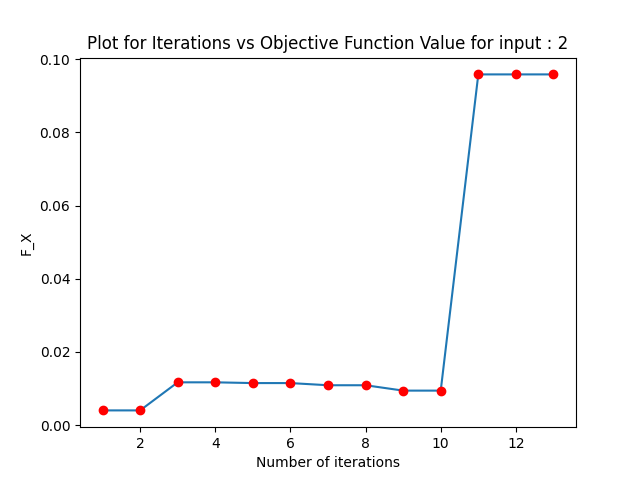 Plot for Iterations vs Objective Function Value for input : 2
0.10
0.08
0.06
0.04
0.02
0.00
F_X
2 4 6 8 10 12
Number of iterations